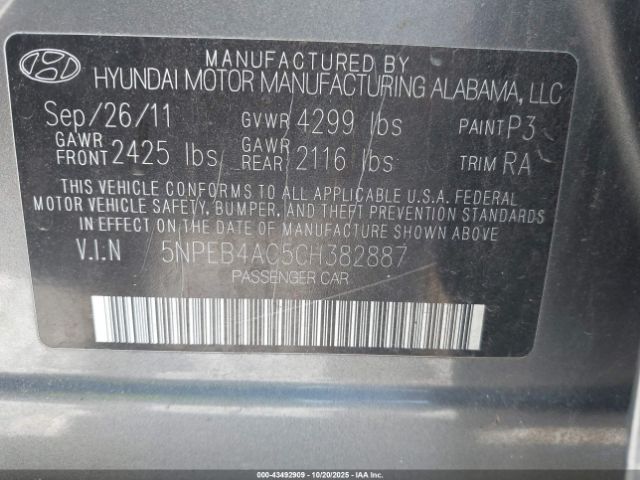 MANUFACTURED BY
HYUNDAI MOTOR MANUFACTURING ALABAMA, LLC
Sep/26/11 GVWR 4299 lbs PAINT P3
GAWR FRONT 2425 lbs GAWR REAR 2116 lbs TRIM RA
THIS VEHICLE CONFORMS TO ALL APPLICABLE U.S.A. FEDERAL
MOTOR VEHICLE SAFETY, BUMPER, AND THEFT PREVENTION STANDARDS
IN EFFECT ON THE DATE OF MANUFACTURE SHOWN ABOVE.
V.I.N 5NPEB4AC5CH382887
PASSENGER CAR
000-43492909 - 10/20/2025 - IAAI, Inc.